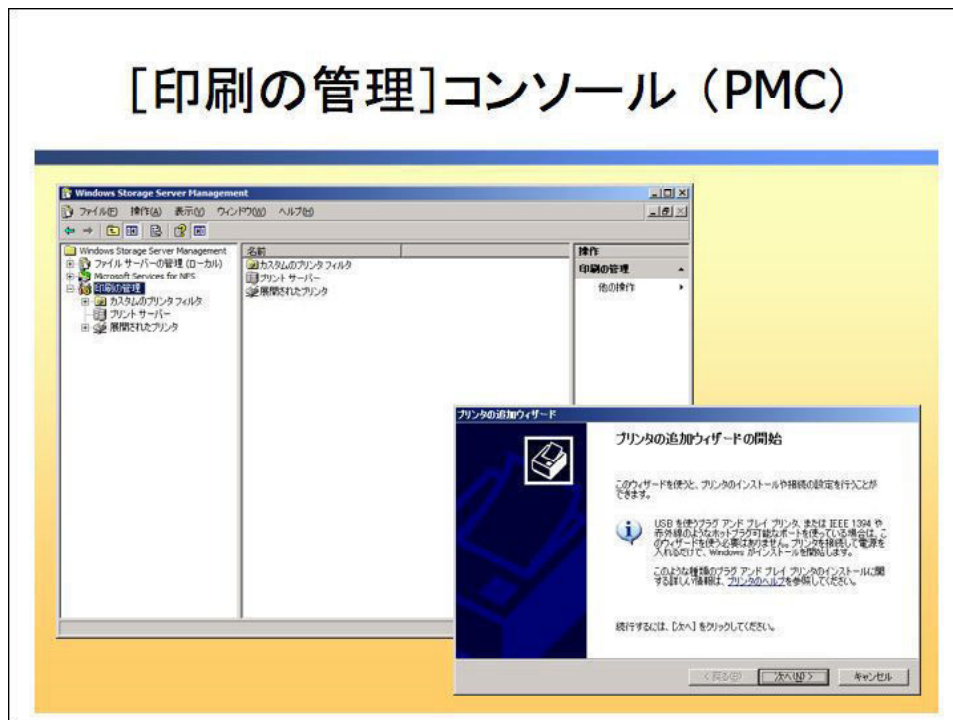 [印刷の管理]コンソール (PMC)
Windows Storage Server Management
ファイル(F) 操作(A) 表示(V) ウィンドウ(W) ヘルプ(H)
Windows Storage Server Management
ファイル サーバーの管理 (ローカル)
Microsoft Services for NFS
印刷の管理
カスタムのプリンタ フィルタ
プリント サーバー
展開されたプリンタ
名前
カスタムのプリンタ フィルタ
プリント サーバー
展開されたプリンタ
操作
印刷の管理
他の操作
プリンタの追加ウィザード
プリンタの追加ウィザードの開始
このウィザードを使うと、プリンタのインストールや接続の設定を行うことが
できます。
USB を使うプラグ アンド プレイ プリンタ、または IEEE 1394 や
赤外線のようなホットプラグ可能なポートを使っている場合は、こ
のウィザードを使う必要はありません。プリンタを接続して電源を
入れるだけで、Windows がインストールを開始します。
このような種類のプラグ アンド プレイ プリンタのインストールに関
する詳しい情報は、プリンタのヘルプを参照してください。
続行するには、[次へ] をクリックしてください。
< 戻る(B) 次へ(N) > キャンセル